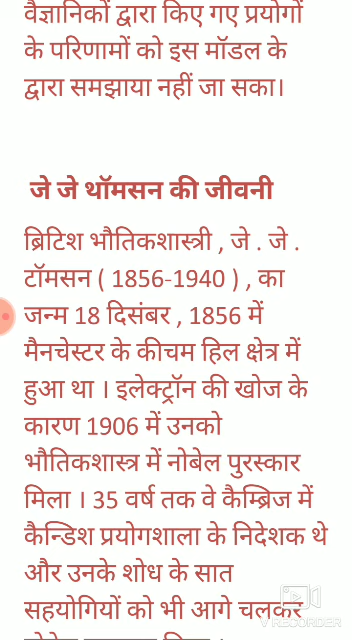 वैज्ञानिकों द्वारा किए गए प्रयोगों
के परिणामों को इस मॉडल के
द्वारा समझाया नहीं जा सका।
जे जे थॉमसन की जीवनी
ब्रिटिश भौतिकशास्त्री , जे . जे .
टॉमसन ( 1856-1940 ) , का
जन्म 18 दिसंबर , 1856 में
मैनचेस्टर के कीचम हिल क्षेत्र में
हुआ था । इलेक्ट्रॉन की खोज के
कारण 1906 में उनको
भौतिकशास्त्र में नोबेल पुरस्कार
मिला । 35 वर्ष तक वे कैम्ब्रिज में
कैन्डिश प्रयोगशाला के निदेशक थे
और उनके शोध के सात
सहयोगियों को भी आगे चलकर
V RECORDER